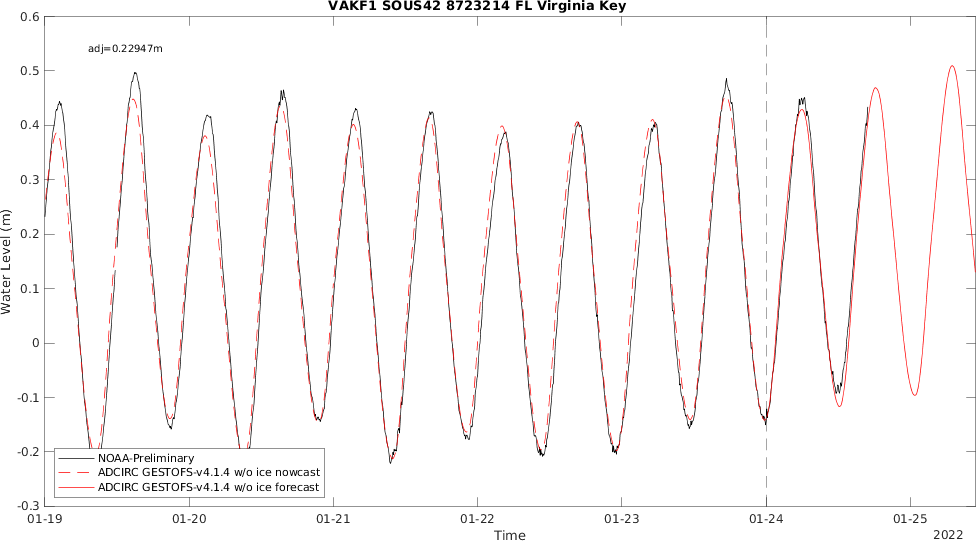 VAKF1 SOUS42 8723214 FL Virginia Key
adj=0.22947m
0.6
0.5
0.4
0.3
0.2
0.1
0
-0.1
-0.2
-0.3
Water Level (m)
NOAA-Preliminary
ADCIRC GESTOFS-v4.1.4 w/o ice nowcast
ADCIRC GESTOFS-v4.1.4 w/o ice forecast
01-19 01-20 01-21 01-22 01-23 01-24 01-25
Time
2022